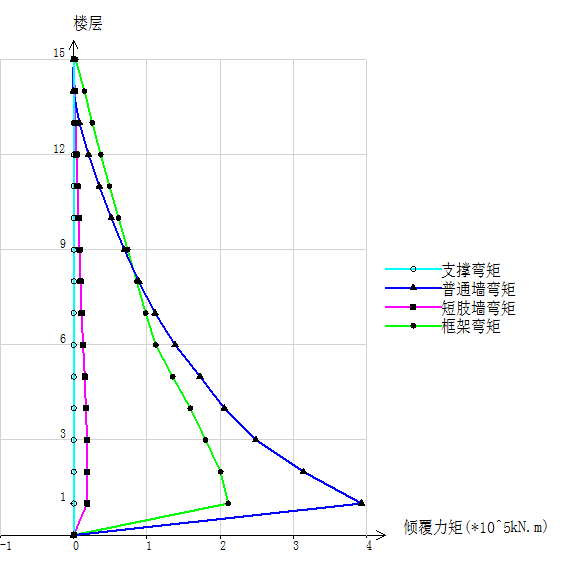 楼层
15
12
9
6
3
1
支撑弯矩
普通墙弯矩
短肢墙弯矩
框架弯矩
倾覆力矩(*10^5kN.m)
-1 0 1 2 3 4